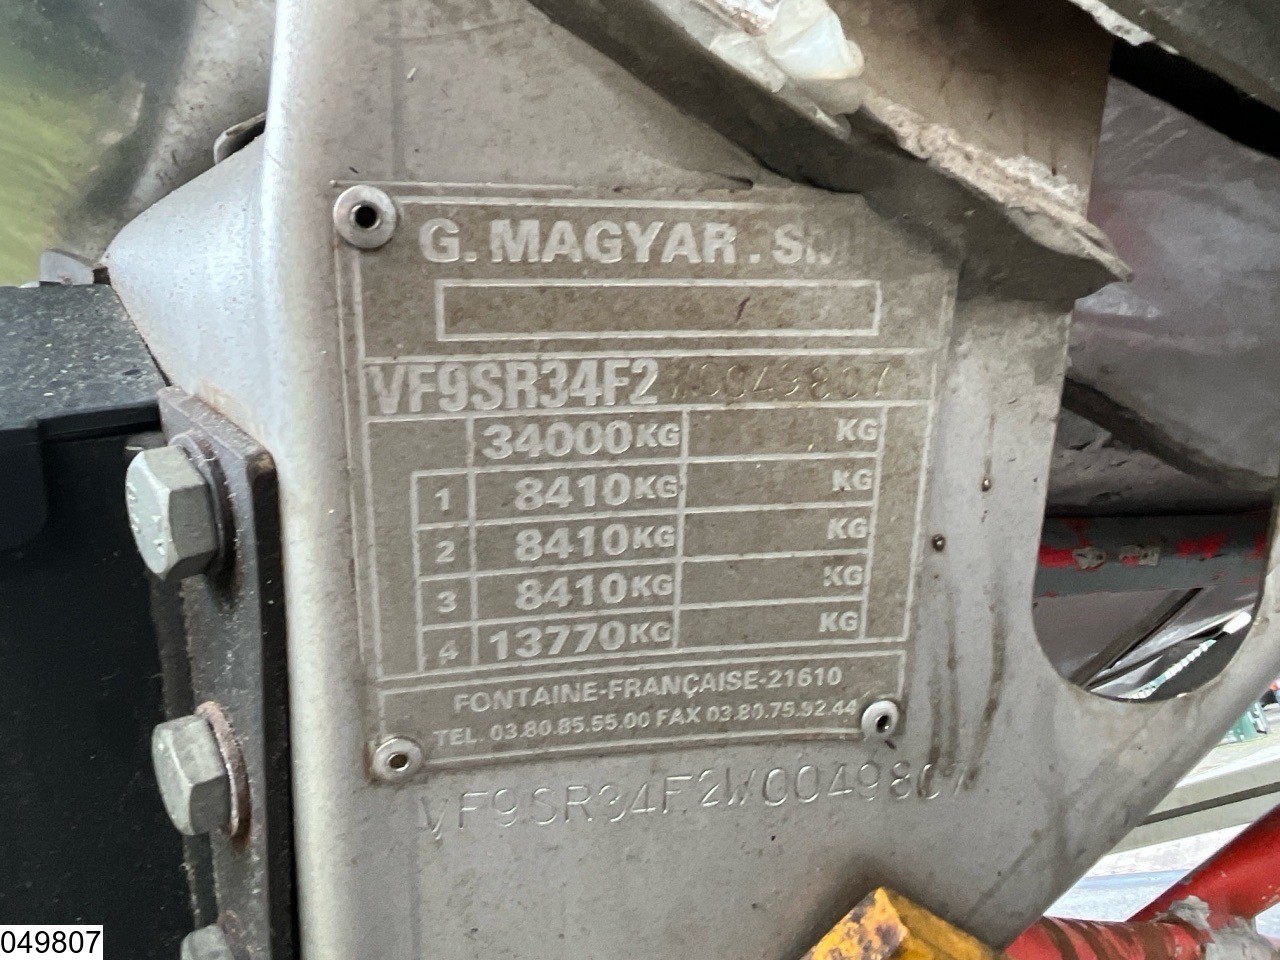 G. MAGYAR. SMF
VF9SR34F2W0049807
34000KG KG
1 8410KG KG
2 8410KG KG
3 8410KG KG
4 13770KG KG
FONTAINE-FRANÇAISE-21610
TEL. 03.80.85.55.00 FAX 03.80.75.92.44
VF9SR34F2W0049807
049807